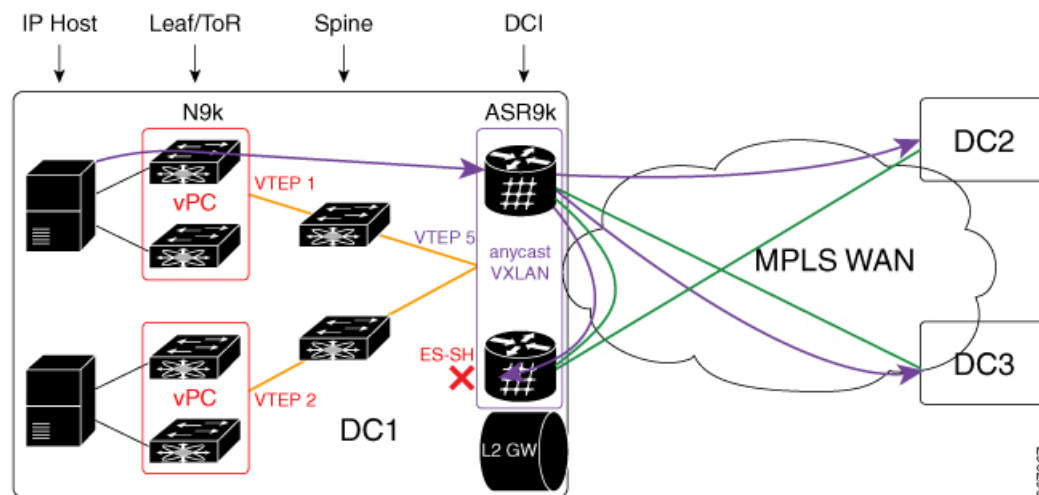 IP Host
Leaf/ToR
Spine
DCI
N9k
ASR9k
VTEP 1
vPC
VTEP 5
anycast
VXLAN
DC2
MPLS WAN
ES-SH
vPC
VTEP 2
DC1
L2 GW
DC3